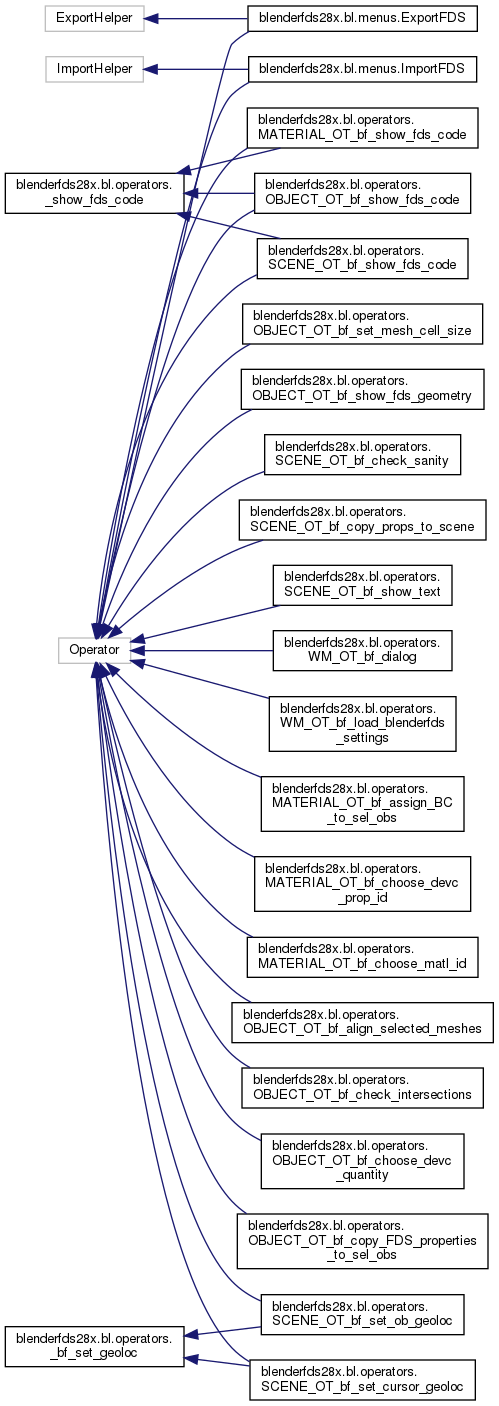 ExportHelper
blenderfds28x.bl.menus.ExportFDS
ImportHelper
blenderfds28x.bl.menus.ImportFDS
blenderfds28x.bl.operators.
MATERIAL_OT_bf_show_fds_code
blenderfds28x.bl.operators.
_show_fds_code
blenderfds28x.bl.operators.
OBJECT_OT_bf_show_fds_code
blenderfds28x.bl.operators.
SCENE_OT_bf_show_fds_code
blenderfds28x.bl.operators.
OBJECT_OT_bf_set_mesh_cell_size
blenderfds28x.bl.operators.
OBJECT_OT_bf_show_fds_geometry
blenderfds28x.bl.operators.
SCENE_OT_bf_check_sanity
blenderfds28x.bl.operators.
SCENE_OT_bf_copy_props_to_scene
blenderfds28x.bl.operators.
SCENE_OT_bf_show_text
Operator
blenderfds28x.bl.operators.
WM_OT_bf_dialog
blenderfds28x.bl.operators.
WM_OT_bf_load_blenderfds
_settings
blenderfds28x.bl.operators.
MATERIAL_OT_bf_assign_BC
_to_sel_obs
blenderfds28x.bl.operators.
MATERIAL_OT_bf_choose_devc
_prop_id
blenderfds28x.bl.operators.
MATERIAL_OT_bf_choose_matl_id
blenderfds28x.bl.operators.
OBJECT_OT_bf_align_selected_meshes
blenderfds28x.bl.operators.
OBJECT_OT_bf_check_intersections
blenderfds28x.bl.operators.
OBJECT_OT_bf_choose_devc
_quantity
blenderfds28x.bl.operators.
OBJECT_OT_bf_copy_FDS_properties
_to_sel_obs
blenderfds28x.bl.operators.
SCENE_OT_bf_set_ob_geoloc
blenderfds28x.bl.operators.
_bf_set_geoloc
blenderfds28x.bl.operators.
SCENE_OT_bf_set_cursor_geoloc